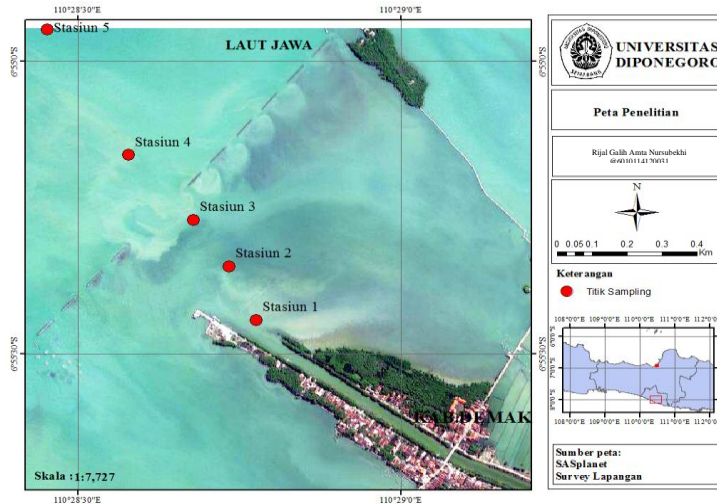 110°28'30"E
110°29'0"E
6°55'0"
6°55'0"
Stasiun 5
LAUT JAWA
Stasiun 4
Stasiun 3
Stasiun 2
Stasiun 1
6°55'30"
6°55'30"
KAB DEMAK
Skala :1:7,727
110°28'30"E
110°29'0"E
UNIVERSITAS
DIPONEGORO
SEMARANG
Peta Penelitian
Rijal Galih Amta Nursubekhi
N
0 0.05 0.1 0.2 0.3 0.4
Km
Keterangan
Titik Sampling
108°0'0"E 109°0'0"E 110°0'0"E 111°0'0"E 112°0'0"E
108°0'0"E 109°0'0"E 110°0'0"E 111°0'0"E 112°0'0"E
Sumber peta:
SASplanet
Survey Lapangan